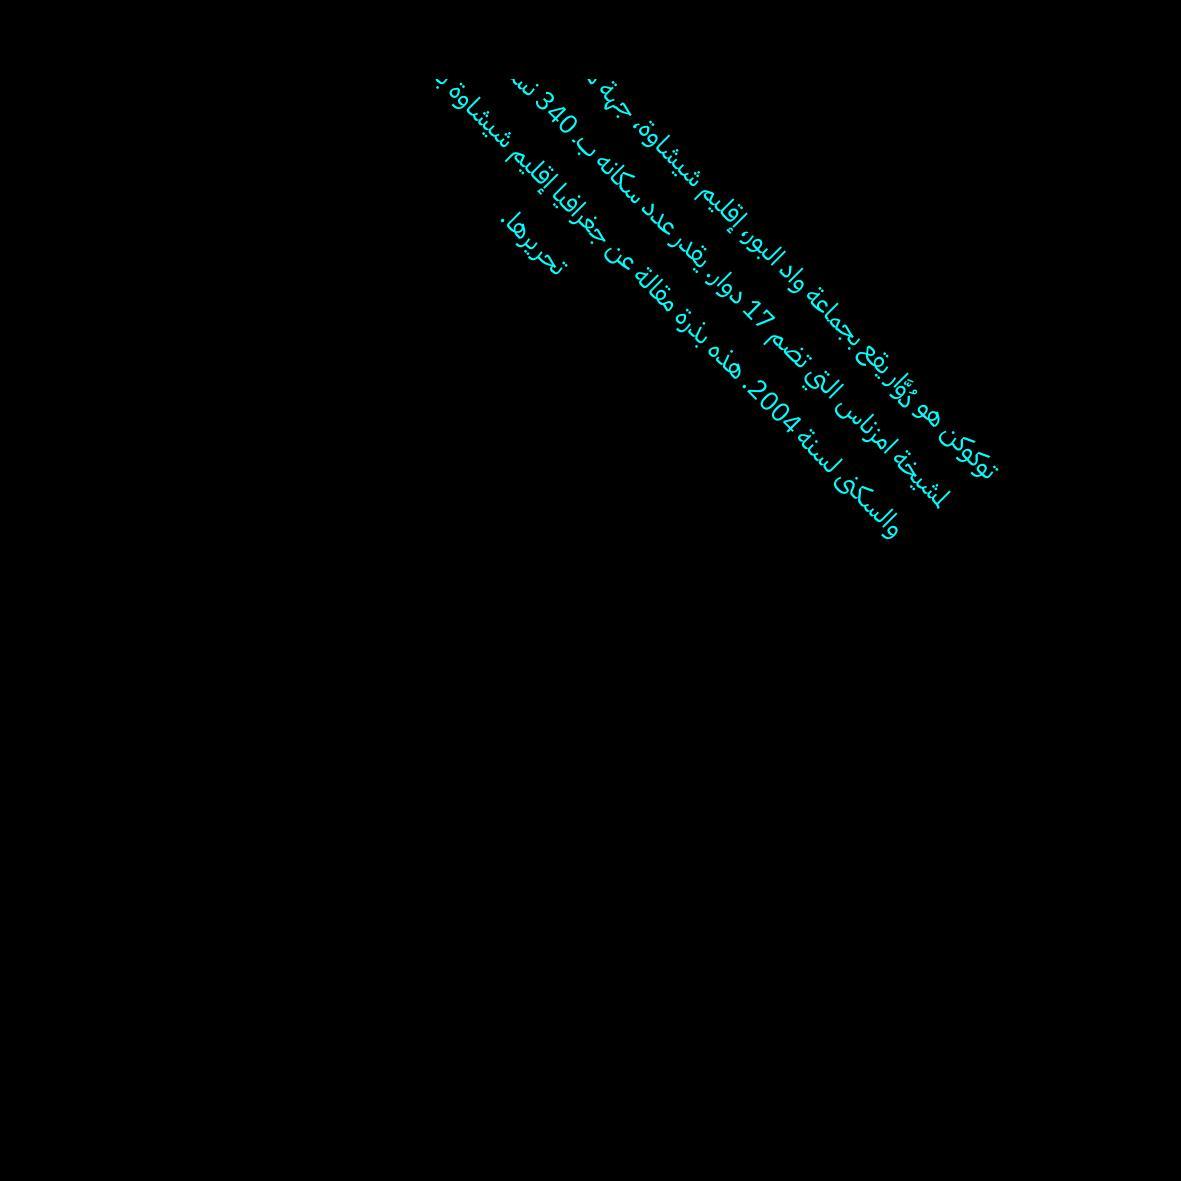 توكوكن هو دُوَّار يقع بجماعة واد البور، إقليم شيشاوة، جهة
لمشيخة امزناس التي تضم 17 دوار. يقدر عدد سكانه ب. 340
والسكنى لسنة 2004. هذه بذرة مقالة عن جغرافيا إقليم شيشاوة
تحريرها.